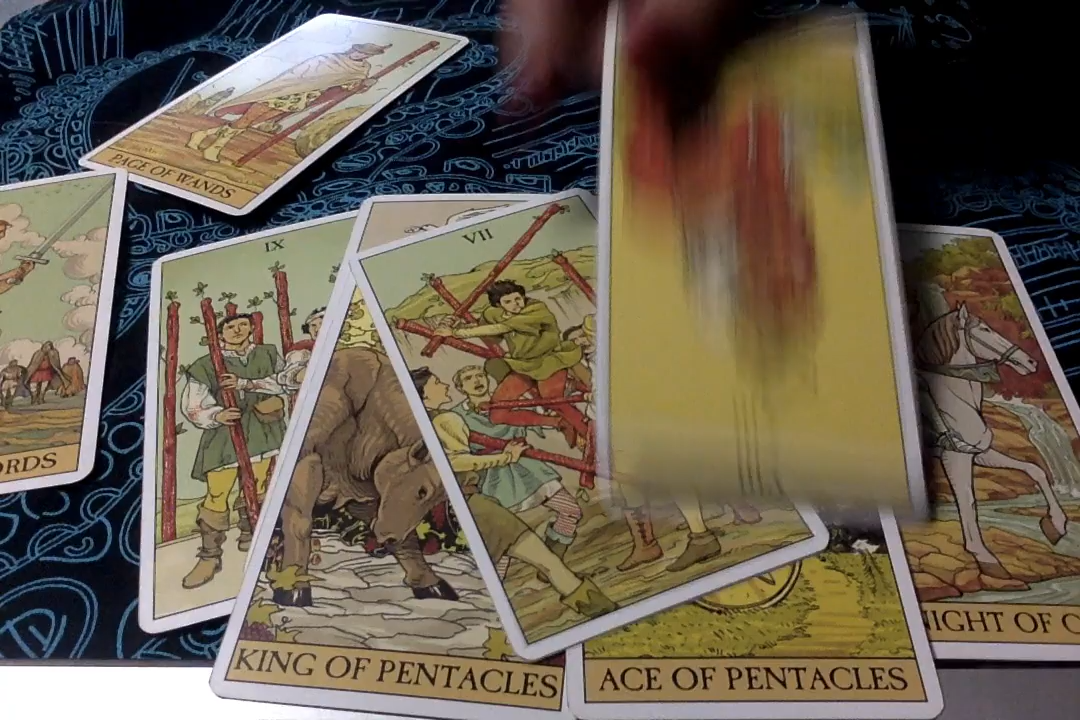 PAGE OF WANDS
IX
VII
ORDS
KING OF PENTACLES
ACE OF PENTACLES
NIGHT OF C